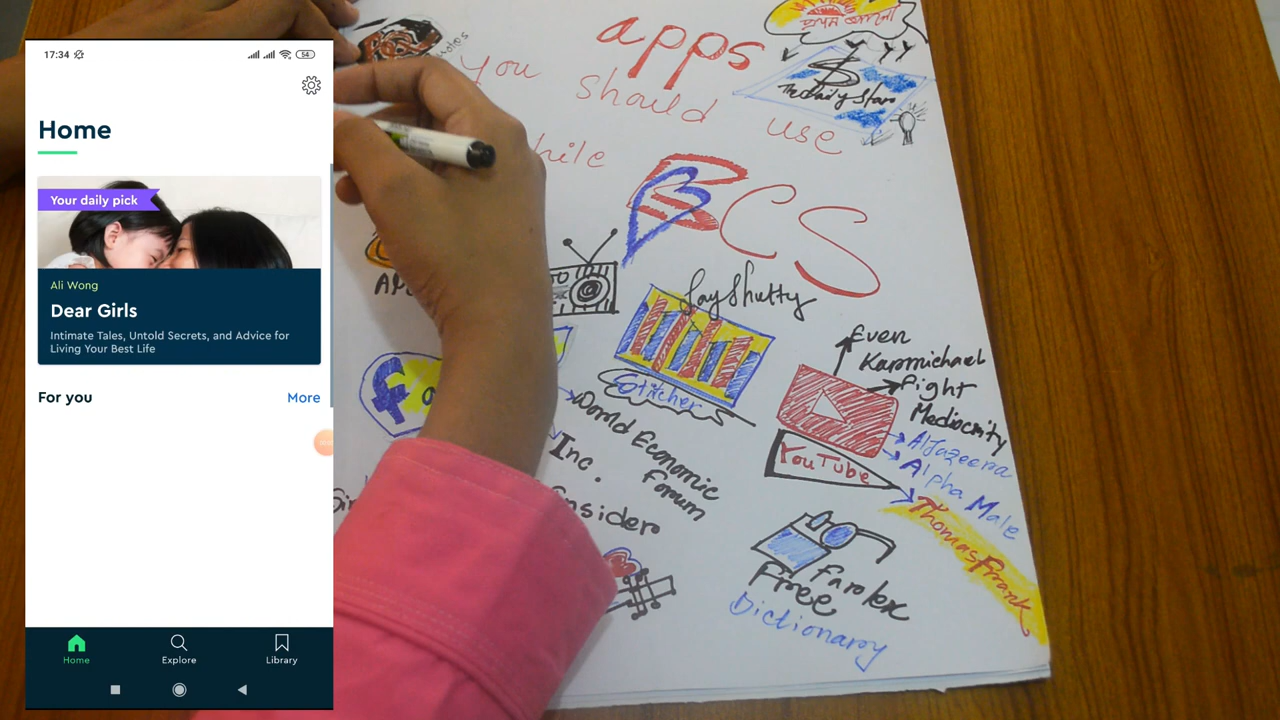 17:34
54
Home
Your daily pick
Ali Wong
Dear Girls
Intimate Tales, Untold Secrets, and Advice for
Living Your Best Life
For you
More
Home
Explore
Library
apps
you should use
hile
BCS
প্রথম আলো
$
The Daily Star
Jay Shetty
Stitcher
Even
Karmichael
Fight
Mediocrity
AlJazeera
Alpha Male
Thomas Frank
YouTube
World Economic
Forum
Inc.
nsider
Farlex
Free
Dictionary